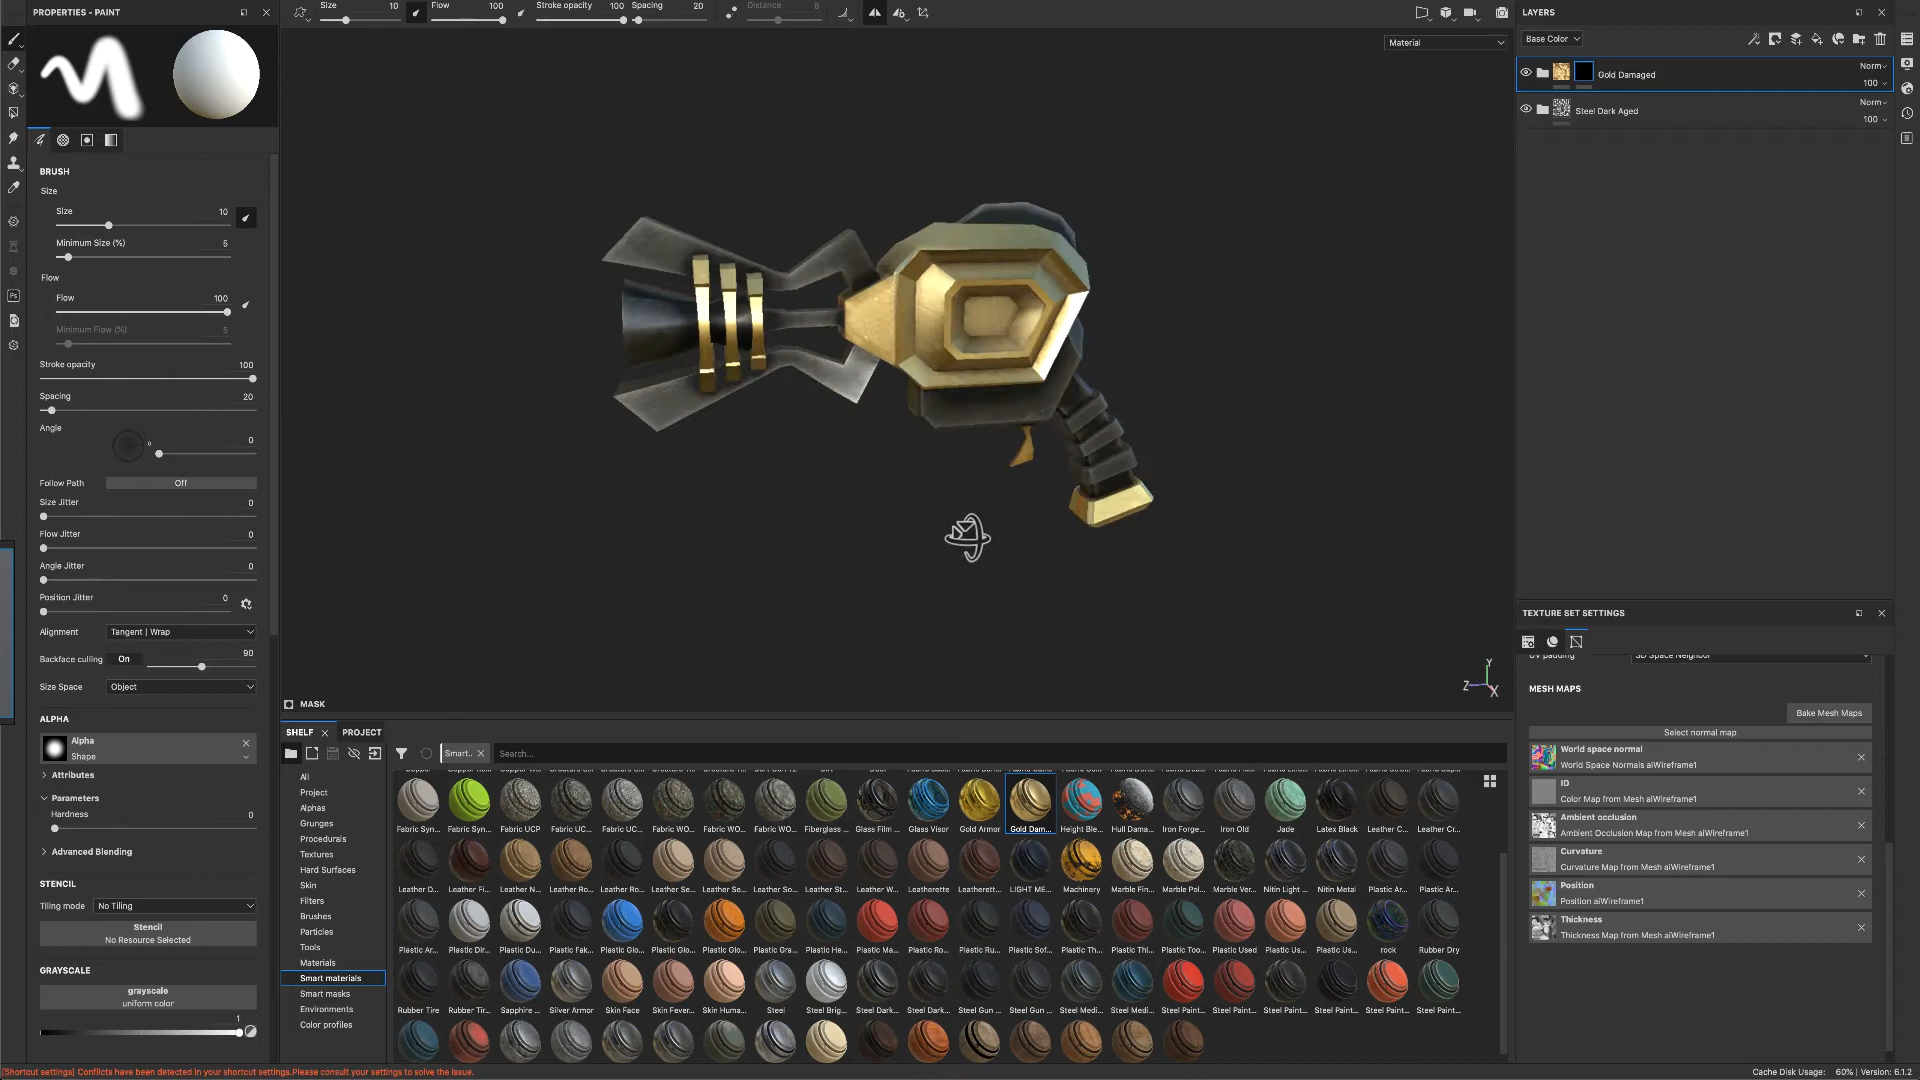 PROPERTIES - PAINT
Size 10
Flow 100
Stroke opacity 100
Spacing 20
Distance 8
Material
BRUSH
Size
Size 10
Minimum Size (%) 5
Flow
Flow 100
Minimum Flow (%) 5
Stroke opacity 100
Spacing 20
Angle
0 0
Follow Path Off
Size Jitter 0
Flow Jitter 0
Angle Jitter 0
Position Jitter 0
Alignment Tangent | Wrap
Backface culling On 90
Size Space Object
ALPHA
Alpha
Shape
Attributes
Parameters
Hardness 0
Advanced Blending
STENCIL
Tiling mode No Tiling
Stencil
No Resource Selected
GRAYSCALE
grayscale
uniform color
1
Y
Z X
MASK
SHELF PROJECT
Smart.. Search...
All
Project
Alphas
Grunges
Procedurals
Textures
Hard Surfaces
Skin
Filters
Brushes
Particles
Tools
Materials
Smart materials
Smart masks
Environments
Color profiles
Fabric Syn... Fabric Syn... Fabric UCP Fabric UC... Fabric UC... Fabric WO... Fabric WO... Fabric WO... Fiberglass ... Glass Film ... Glass Visor Gold Armor Gold Dam... Height Ble... Hull Dama... Iron Forge... Iron Old Jade Latex Black Leather C... Leather Cr...
Leather D... Leather Fi... Leather N... Leather Ro... Leather Ro... Leather Se... Leather Se... Leather So... Leather St... Leather W... Leatherette Leatherett... LIGHT ME... Machinery Marble Fin... Marble Pol... Marble Ver... Nitin Light ... Nitin Metal Plastic Ar... Plastic Ar...
Plastic Ar... Plastic Dir... Plastic Du... Plastic Fak... Plastic Glo... Plastic Glo... Plastic Glo... Plastic Gra... Plastic He... Plastic Ma... Plastic Ro... Plastic Ru... Plastic Sof... Plastic Th... Plastic Thi... Plastic Too... Plastic Used Plastic Us... Plastic Us... rock Rubber Dry
Rubber Tire Rubber Tir... Sapphire ... Silver Armor Skin Face Skin Fever... Skin Huma... Steel Steel Brig... Steel Dark... Steel Dark... Steel Gun ... Steel Gun ... Steel Medi... Steel Medi... Steel Paint... Steel Paint... Steel Paint... Steel Paint... Steel Paint... Steel Paint...
LAYERS
Base Color
Gold Damaged Norm
100
Steel Dark Aged Norm
100
TEXTURE SET SETTINGS
UV padding 3D Space Neighbor
MESH MAPS
Bake Mesh Maps
Select normal map
World space normal
World Space Normals aiWireframe1
ID
Color Map from Mesh aiWireframe1
Ambient occlusion
Ambient Occlusion Map from Mesh aiWireframe1
Curvature
Curvature Map from Mesh aiWireframe1
Position
Position aiWireframe1
Thickness
Thickness Map from Mesh aiWireframe1
[Shortcut settings] Conflicts have been detected in your shortcut settings.Please consult your settings to solve the issue.
Cache Disk Usage: 60% | Version: 6.1.2